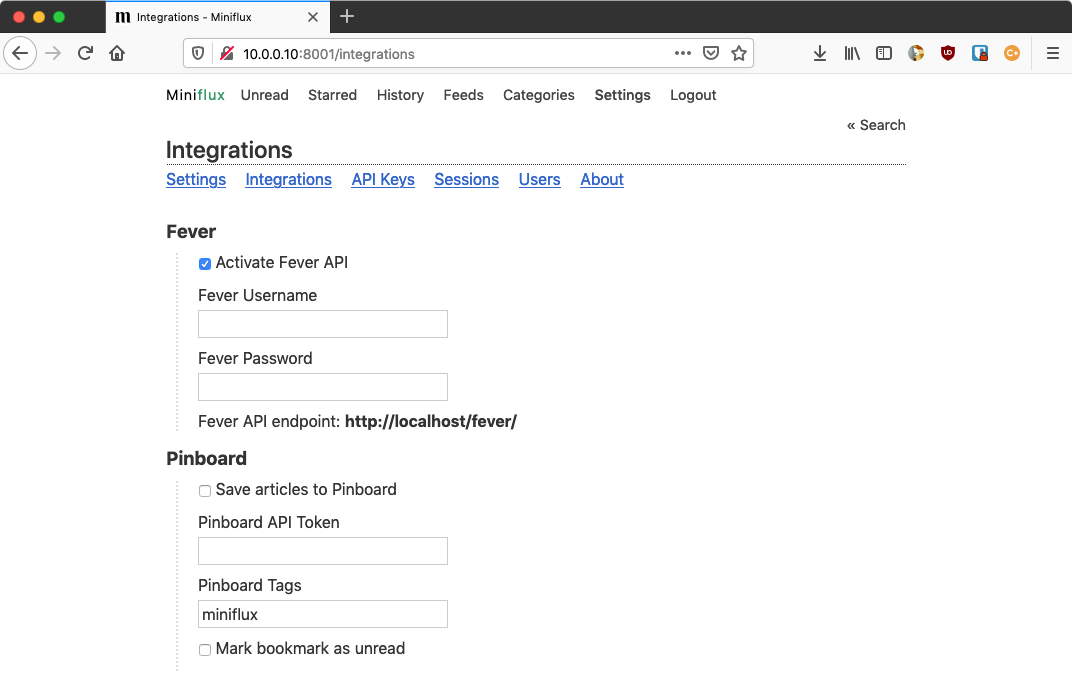 m Integrations - Miniflux
10.0.0.10:8001/integrations
Miniflux Unread Starred History Feeds Categories Settings Logout
« Search
Integrations
Settings Integrations API Keys Sessions Users About
Fever
Activate Fever API
Fever Username
Fever Password
Fever API endpoint: http://localhost/fever/
Pinboard
Save articles to Pinboard
Pinboard API Token
Pinboard Tags
miniflux
Mark bookmark as unread